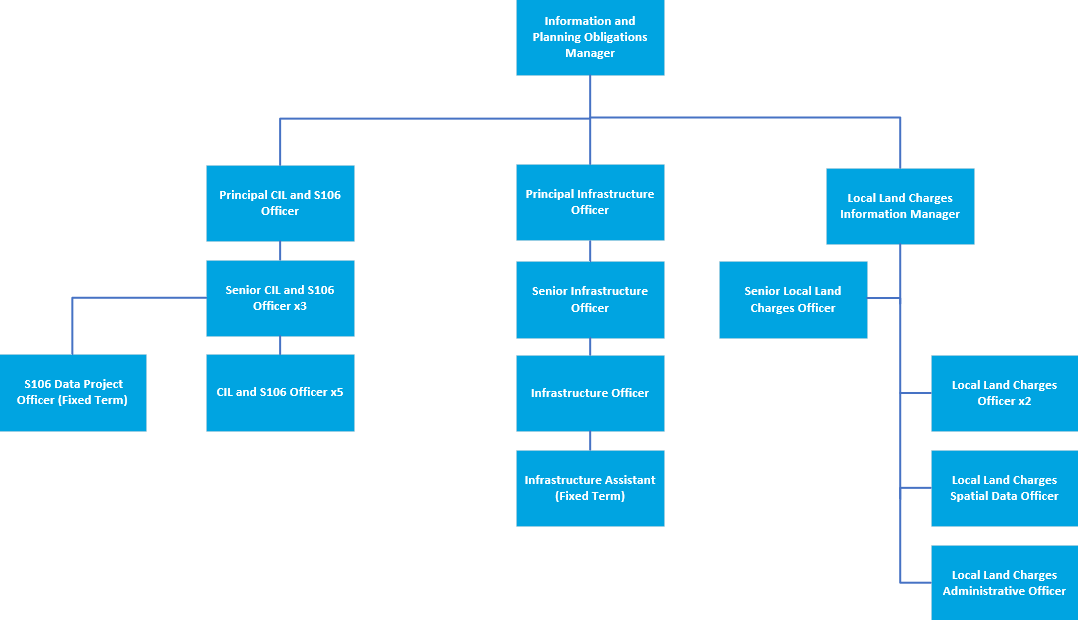 Information and
Planning Obligations
Manager
Principal CIL and S106
Officer
Principal Infrastructure
Officer
Local Land Charges
Information Manager
Senior CIL and S106
Officer x3
Senior Infrastructure
Officer
Senior Local Land
Charges Officer
S106 Data Project
Officer (Fixed Term)
CIL and S106 Officer x5
Infrastructure Officer
Local Land Charges
Officer x2
Infrastructure Assistant
(Fixed Term)
Local Land Charges
Spatial Data Officer
Local Land Charges
Administrative Officer